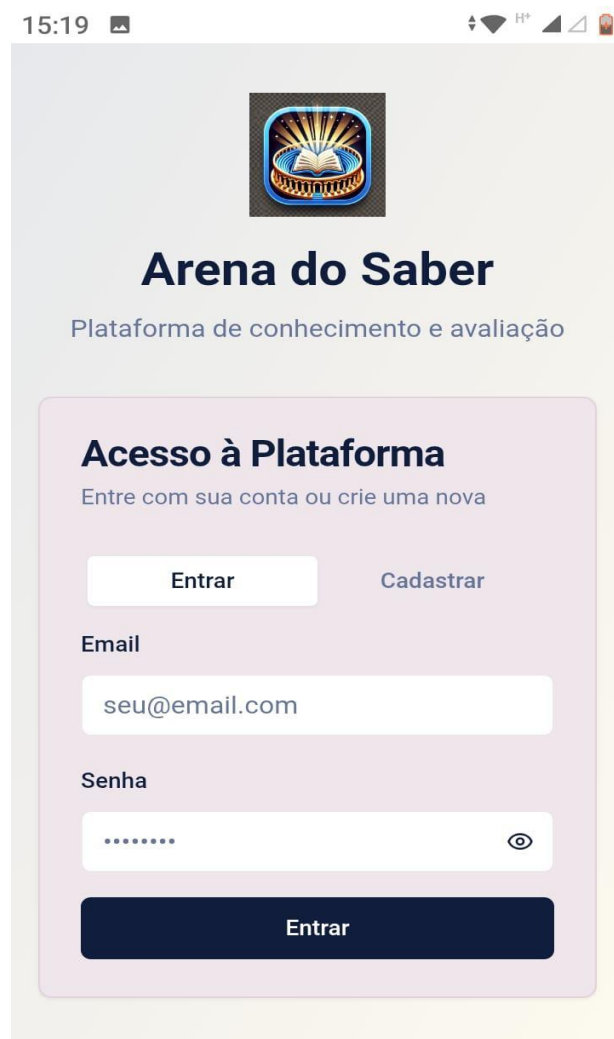 15:19 H+
Arena do Saber
Plataforma de conhecimento e avaliação
Acesso à Plataforma
Entre com sua conta ou crie uma nova
Entrar Cadastrar
Email
seu@email.com
Senha
••••••••
Entrar